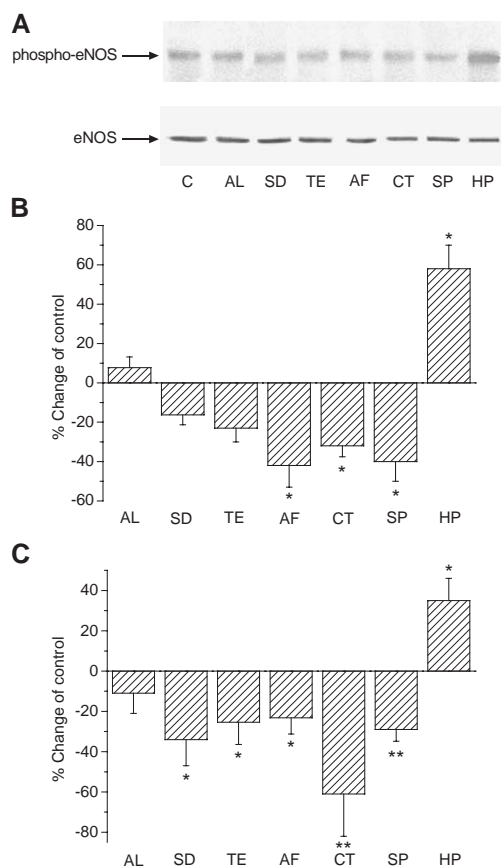 A
phospho-eNOS
eNOS
C AL SD TE AF CT SP HP
B
% Change of control
80
60
40
20
0
-20
-40
-60
*
* * *
AL SD TE AF CT SP HP
C
% Change of control
40
20
0
-20
-40
-60
-80
*
* * * ** **
AL SD TE AF CT SP HP